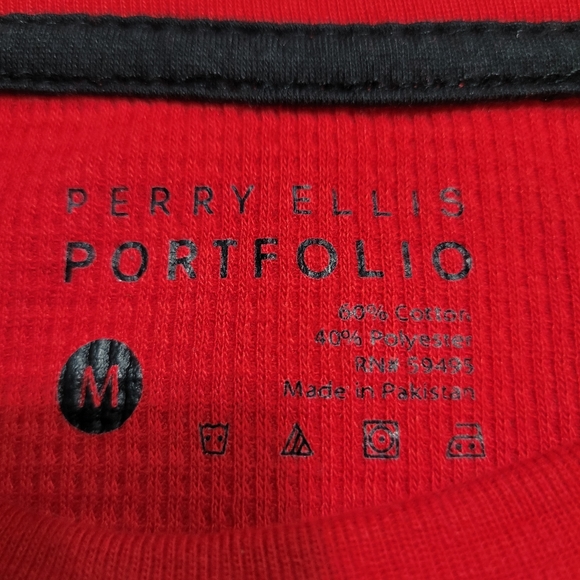 PERRY ELLIS
PORTFOLIO
60% Cotton
40% Polyester
RN# 59495
Made in Pakistan
M